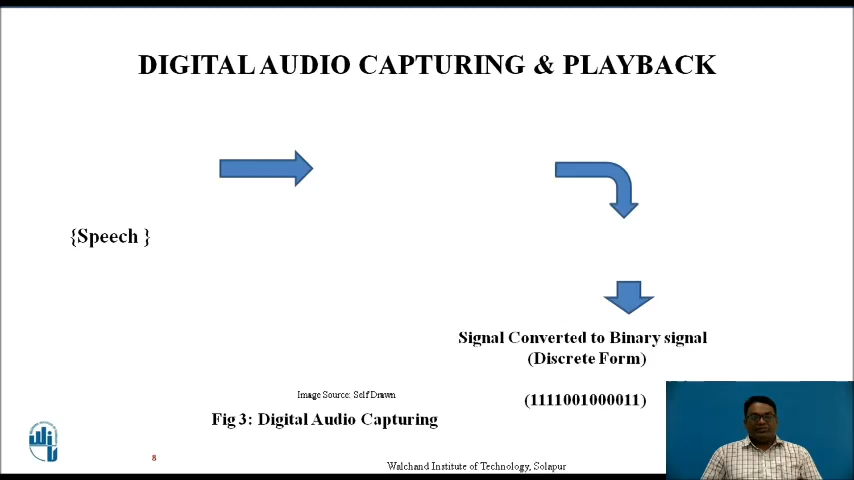 DIGITAL AUDIO CAPTURING & PLAYBACK
{Speech }
Signal Converted to Binary signal
(Discrete Form)
(1111001000011)
Image Source: Self Drawn
Fig 3: Digital Audio Capturing
8
Walchand Institute of Technology, Solapur